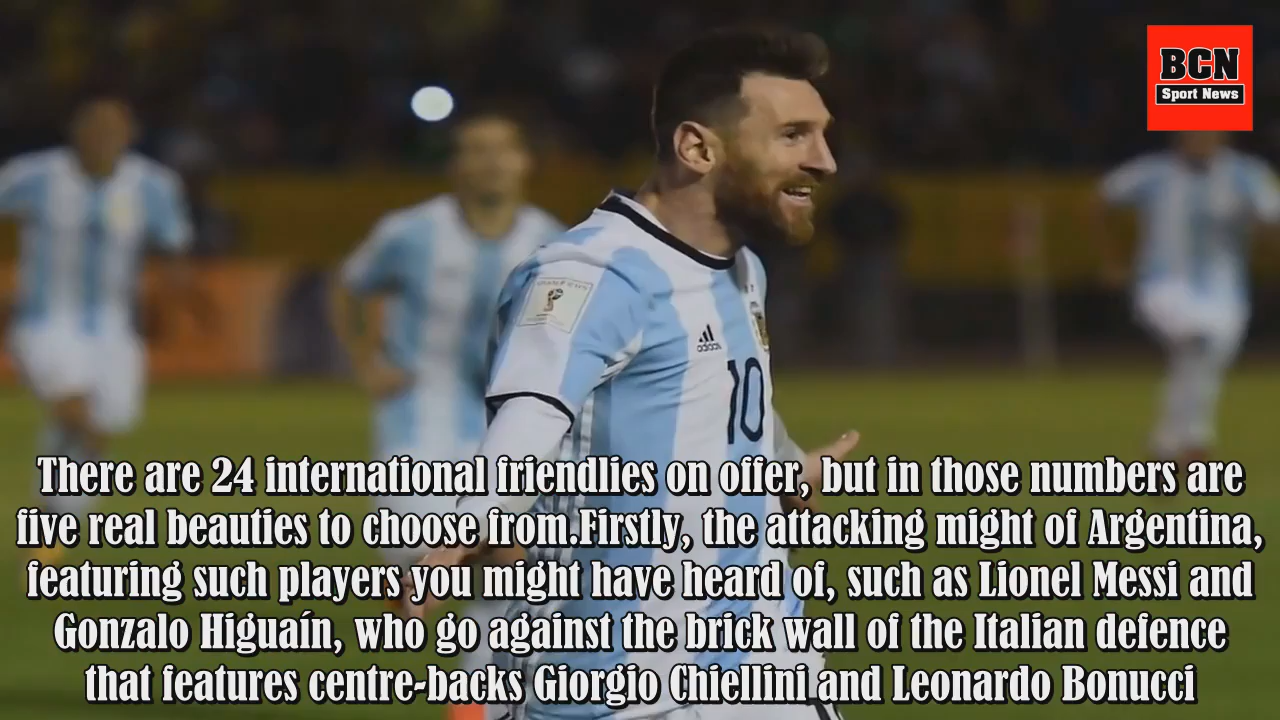 BCN
Sport News
adidas
10
There are 24 international friendlies on offer, but in those numbers are
five real beauties to choose from.Firstly, the attacking might of Argentina,
featuring such players you might have heard of, such as Lionel Messi and
Gonzalo Higuaín, who go against the brick wall of the Italian defence
that features centre-backs Giorgio Chiellini and Leonardo Bonucci